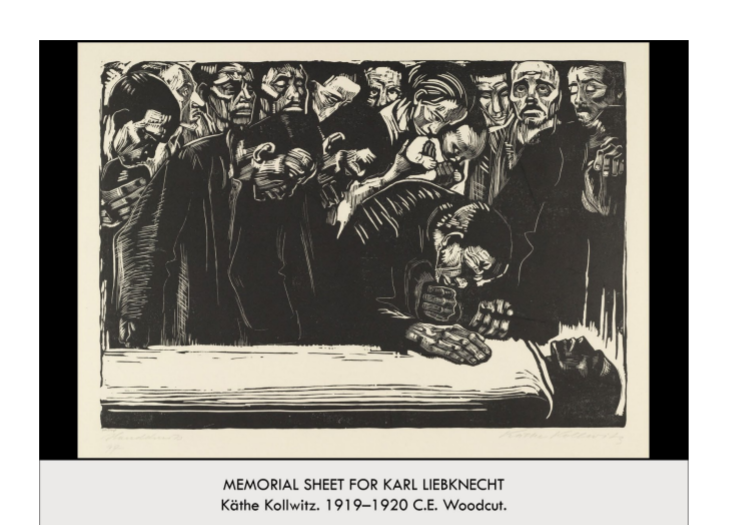 MEMORIAL SHEET FOR KARL LIEBKNECHT
Käthe Kollwitz. 1919–1920 C.E. Woodcut.